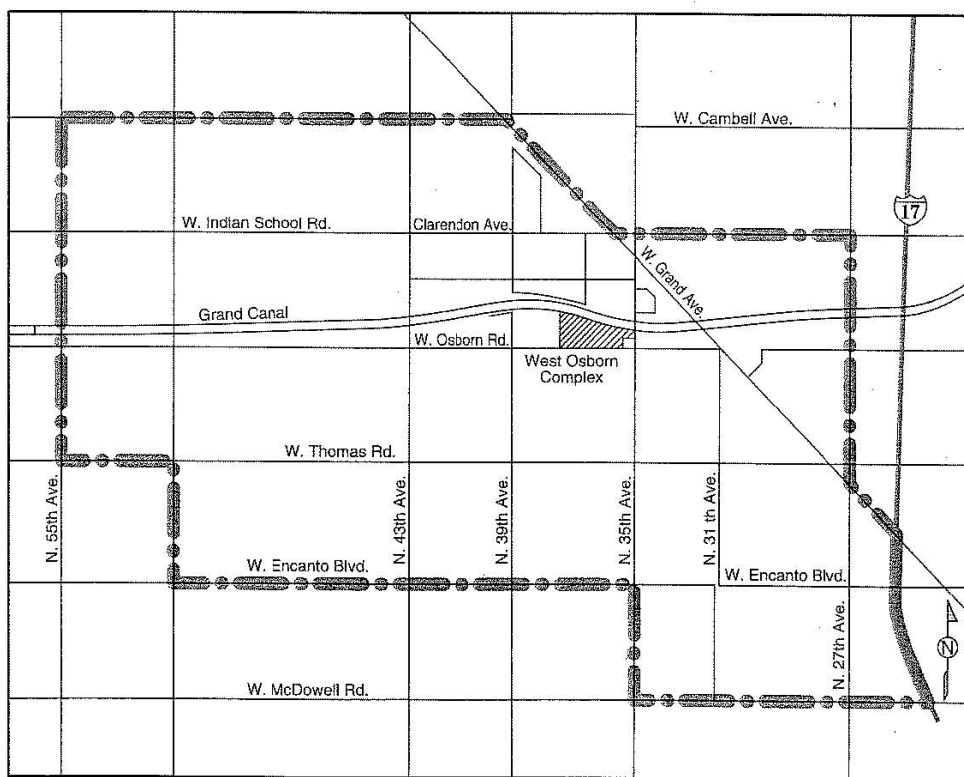 W. Cambell Ave.
17
W. Indian School Rd.
Clarendon Ave.
W. Grand Ave.
Grand Canal
W. Osborn Rd.
West Osborn
Complex
W. Thomas Rd.
N. 55th Ave.
N. 43th Ave.
N. 39th Ave.
N. 35th Ave.
N. 31 th Ave.
W. Encanto Blvd.
W. Encanto Blvd.
N. 27th Ave.
N
W. McDowell Rd.